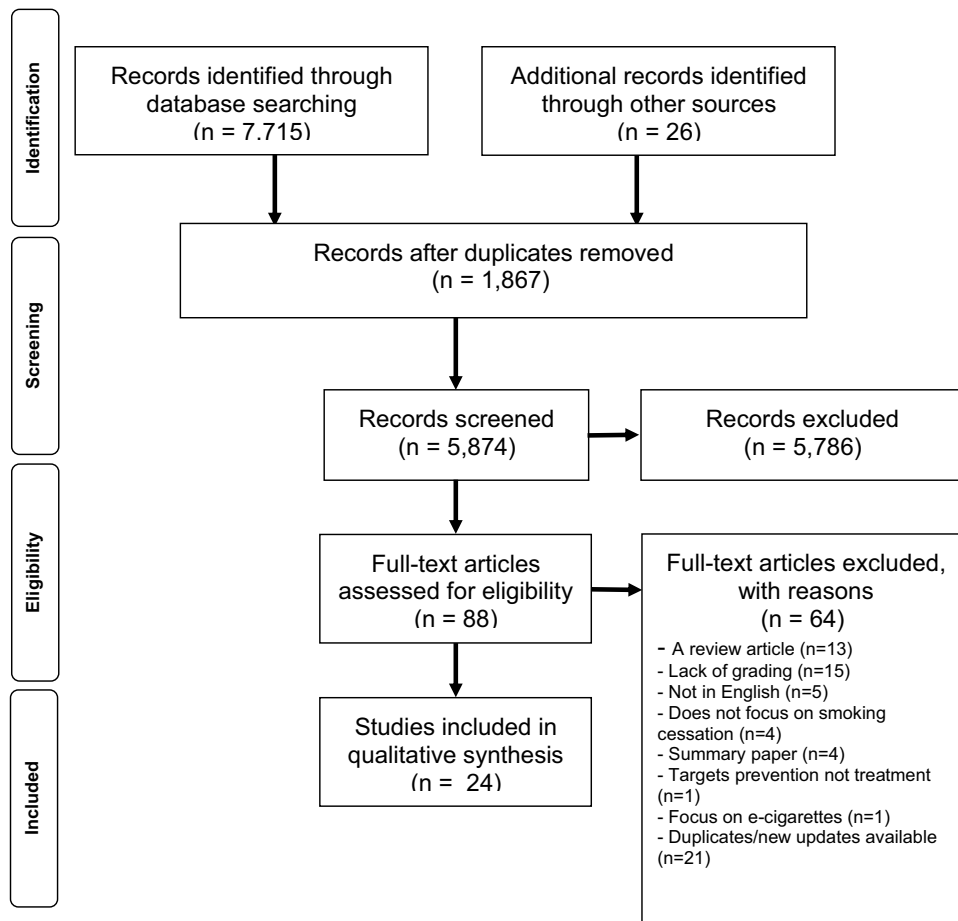 Identification
Records identified through
database searching
(n = 7.715)
Additional records identified
through other sources
(n = 26)
Screening
Records after duplicates removed
(n = 1,867)
Records screened
(n = 5,874)
Records excluded
(n = 5,786)
Eligibility
Full-text articles
assessed for eligibility
(n = 88)
Full-text articles excluded,
with reasons
(n = 64)
- A review article (n=13)
- Lack of grading (n=15)
- Not in English (n=5)
- Does not focus on smoking
cessation (n=4)
- Summary paper (n=4)
- Targets prevention not treatment
(n=1)
- Focus on e-cigarettes (n=1)
- Duplicates/new updates available
(n=21)
Included
Studies included in
qualitative synthesis
(n = 24)